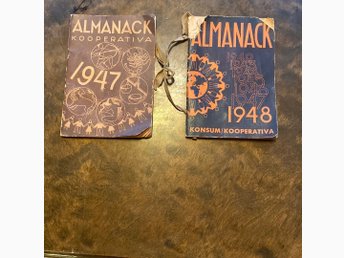 ALMANACK
KOOPERATIVA
1947
ALMANACK
1948
KONSUM/KOOPERATIVA